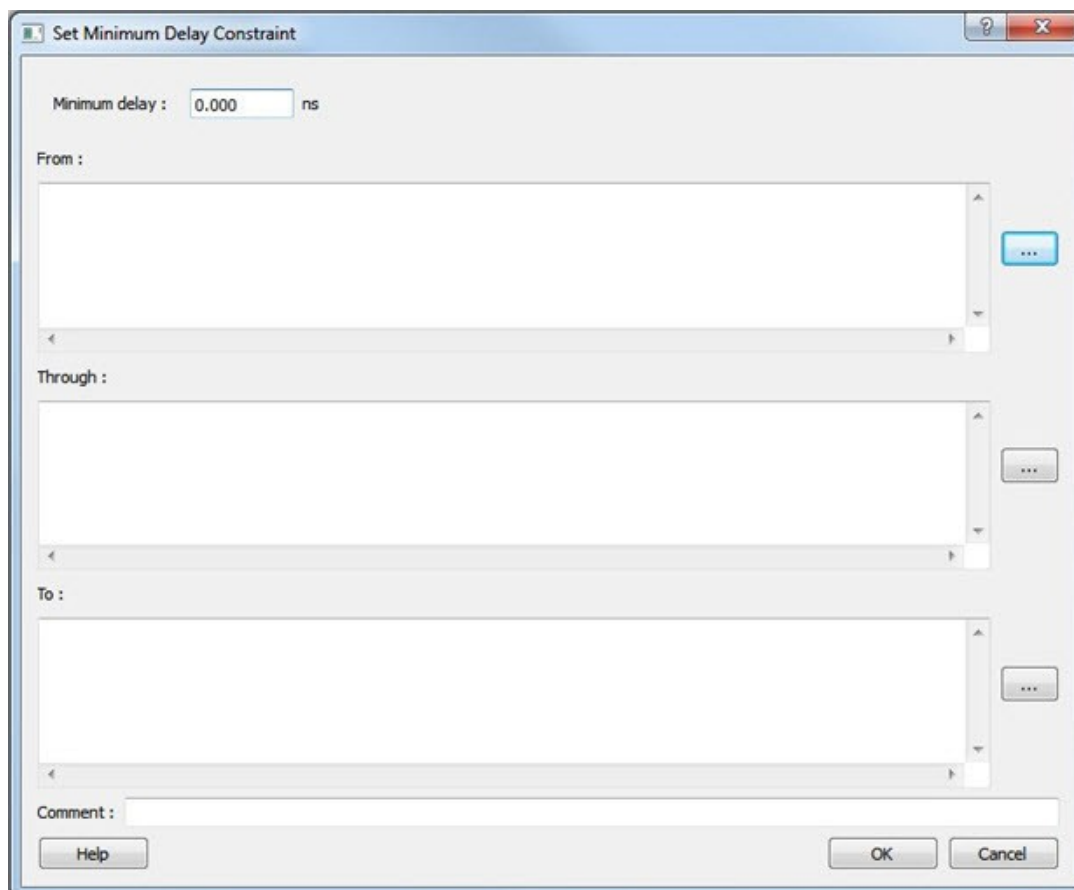 Set Minimum Delay Constraint
Minimum delay : 0.000 ns
From :
...
Through :
...
To :
...
Comment :
Help OK Cancel